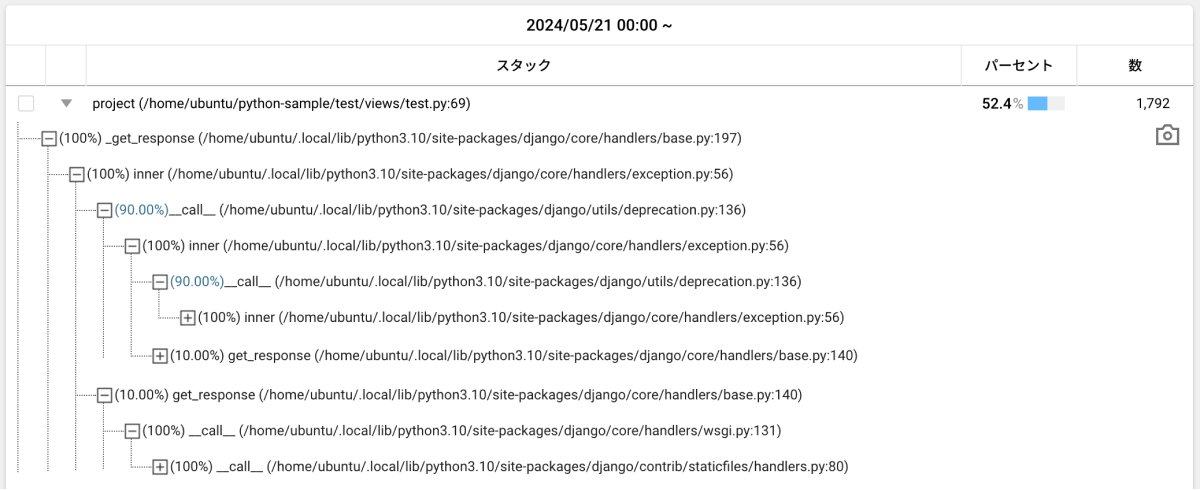 2024/05/21 00:00 ~
スタック パーセント 数
project (/home/ubuntu/python-sample/test/views/test.py:69) 52.4% 1,792
(100%) _get_response (/home/ubuntu/.local/lib/python3.10/site-packages/django/core/handlers/base.py:197)
(100%) inner (/home/ubuntu/.local/lib/python3.10/site-packages/django/core/handlers/exception.py:56)
(90.00%)__call__ (/home/ubuntu/.local/lib/python3.10/site-packages/django/utils/deprecation.py:136)
(100%) inner (/home/ubuntu/.local/lib/python3.10/site-packages/django/core/handlers/exception.py:56)
(90.00%)__call__ (/home/ubuntu/.local/lib/python3.10/site-packages/django/utils/deprecation.py:136)
(100%) inner (/home/ubuntu/.local/lib/python3.10/site-packages/django/core/handlers/exception.py:56)
(10.00%) get_response (/home/ubuntu/.local/lib/python3.10/site-packages/django/core/handlers/base.py:140)
(10.00%) get_response (/home/ubuntu/.local/lib/python3.10/site-packages/django/core/handlers/base.py:140)
(100%) __call__ (/home/ubuntu/.local/lib/python3.10/site-packages/django/core/handlers/wsgi.py:131)
(100%) __call__ (/home/ubuntu/.local/lib/python3.10/site-packages/django/contrib/staticfiles/handlers.py:80)